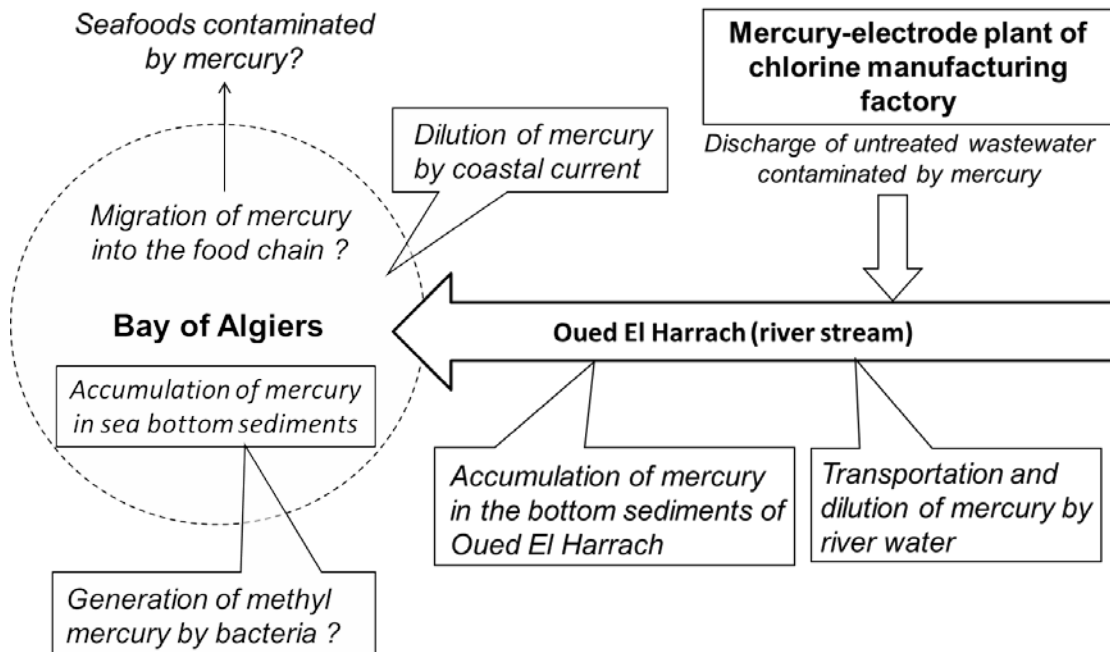 Seafoods contaminated
by mercury?
Mercury-electrode plant of
chlorine manufacturing
factory
Discharge of untreated wastewater
contaminated by mercury
Dilution of mercury
by coastal current
Migration of mercury
into the food chain ?
Bay of Algiers
Oued El Harrach (river stream)
Accumulation of mercury
in sea bottom sediments
Accumulation of mercury
in the bottom sediments of
Oued El Harrach
Transportation and
dilution of mercury by
river water
Generation of methyl
mercury by bacteria ?